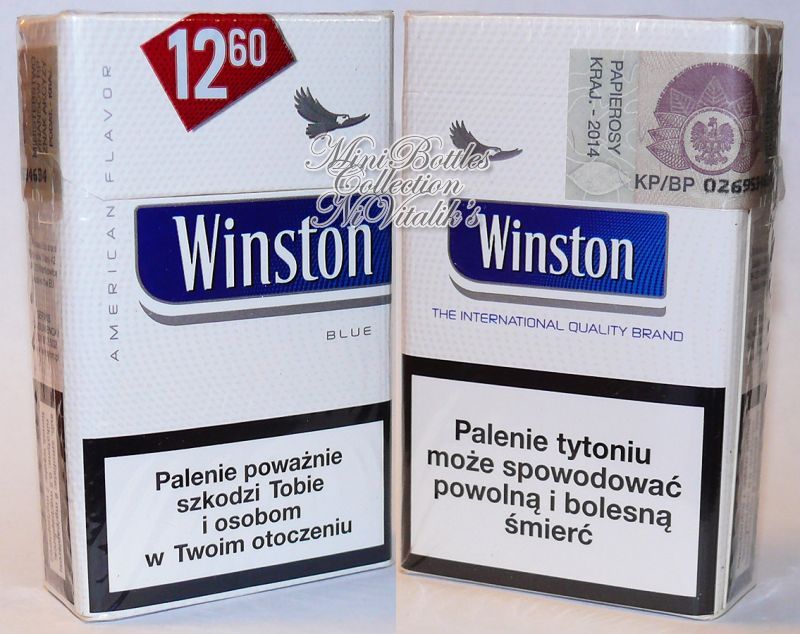 12⁶⁰
AMERICAN FLAVOR
Winston
BLUE
Palenie poważnie
szkodzi Tobie
i osobom
w Twoim otoczeniu
MiniBottles
Collection
NiVitalik's
PAPIEROSY
KRAJ. - 2014
KP/BP
Winston
THE INTERNATIONAL QUALITY BRAND
Palenie tytoniu
może spowodować
powolną i bolesną
śmierć